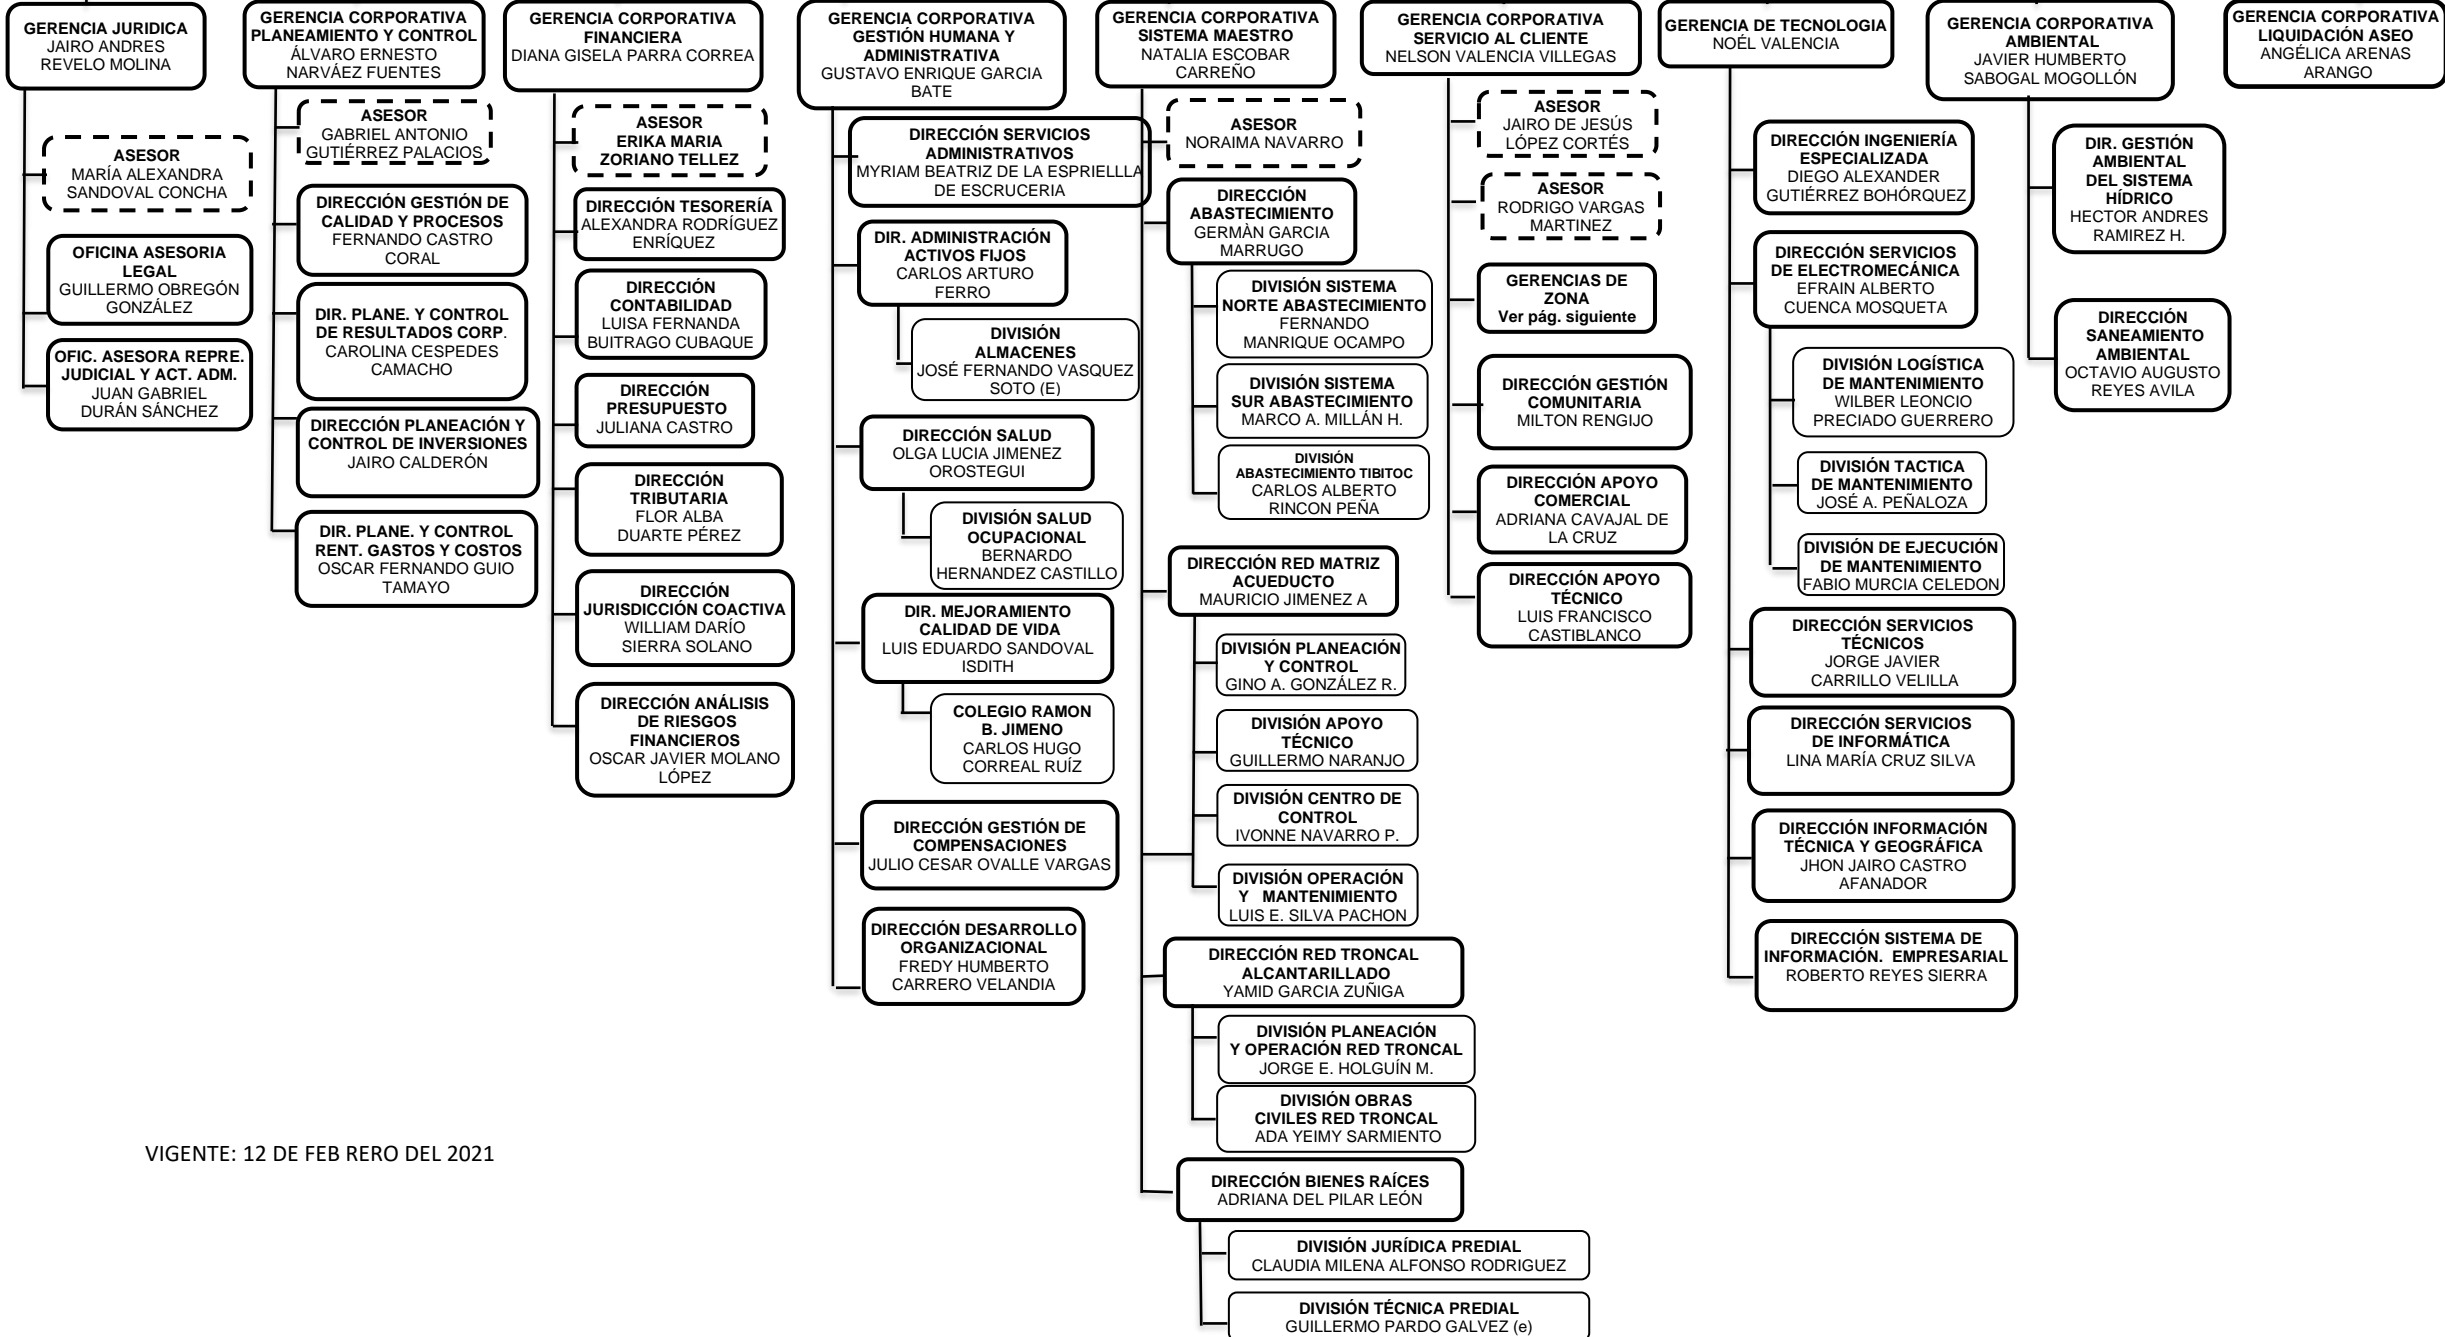 GERENCIA JURIDICA
JAIRO ANDRES
REVELO MOLINA
ASESOR
MARÍA ALEXANDRA
SANDOVAL CONCHA
OFICINA ASESORIA
LEGAL
GUILLERMO OBREGÓN
GONZÁLEZ
OFIC. ASESORA REPRE.
JUDICIAL Y ACT. ADM.
JUAN GABRIEL
DURÁN SÁNCHEZ
GERENCIA CORPORATIVA
PLANEAMIENTO Y CONTROL
ÁLVARO ERNESTO
NARVÁEZ FUENTES
ASESOR
GABRIEL ANTONIO
GUTIÉRREZ PALACIOS
DIRECCIÓN GESTIÓN DE
CALIDAD Y PROCESOS
FERNANDO CASTRO
CORAL
DIR. PLANE. Y CONTROL
DE RESULTADOS CORP.
CAROLINA CESPEDES
CAMACHO
DIRECCIÓN PLANEACIÓN Y
CONTROL DE INVERSIONES
JAIRO CALDERÓN
DIR. PLANE. Y CONTROL
RENT. GASTOS Y COSTOS
OSCAR FERNANDO GUIO
TAMAYO
GERENCIA CORPORATIVA
FINANCIERA
DIANA GISELA PARRA CORREA
ASESOR
ERIKA MARIA
ZORIANO TELLEZ
DIRECCIÓN TESORERÍA
ALEXANDRA RODRÍGUEZ
ENRÍQUEZ
DIRECCIÓN
CONTABILIDAD
LUISA FERNANDA
BUITRAGO CUBAQUE
DIRECCIÓN
PRESUPUESTO
JULIANA CASTRO
DIRECCIÓN
TRIBUTARIA
FLOR ALBA
DUARTE PÉREZ
DIRECCIÓN
JURISDICCIÓN COACTIVA
WILLIAM DARÍO
SIERRA SOLANO
DIRECCIÓN ANÁLISIS
DE RIESGOS
FINANCIEROS
OSCAR JAVIER MOLANO
LÓPEZ
GERENCIA CORPORATIVA
GESTIÓN HUMANA Y
ADMINISTRATIVA
GUSTAVO ENRIQUE GARCIA
BATE
DIRECCIÓN SERVICIOS
ADMINISTRATIVOS
MYRIAM BEATRIZ DE LA ESPRIELLLA
DE ESCRUCERIA
DIR. ADMINISTRACIÓN
ACTIVOS FIJOS
CARLOS ARTURO
FERRO
DIVISIÓN
ALMACENES
JOSÉ FERNANDO VASQUEZ
SOTO (E)
DIRECCIÓN SALUD
OLGA LUCIA JIMENEZ
OROSTEGUI
DIVISIÓN SALUD
OCUPACIONAL
BERNARDO
HERNANDEZ CASTILLO
DIR. MEJORAMIENTO
CALIDAD DE VIDA
LUIS EDUARDO SANDOVAL
ISDITH
COLEGIO RAMON
B. JIMENO
CARLOS HUGO
CORREAL RUÍZ
DIRECCIÓN GESTIÓN DE
COMPENSACIONES
JULIO CESAR OVALLE VARGAS
DIRECCIÓN DESARROLLO
ORGANIZACIONAL
FREDY HUMBERTO
CARRERO VELANDIA
GERENCIA CORPORATIVA
SISTEMA MAESTRO
NATALIA ESCOBAR
CARREÑO
ASESOR
NORAIMA NAVARRO
DIRECCIÓN
ABASTECIMIENTO
GERMÀN GARCIA
MARRUGO
DIVISIÓN SISTEMA
NORTE ABASTECIMIENTO
FERNANDO
MANRIQUE OCAMPO
DIVISIÓN SISTEMA
SUR ABASTECIMIENTO
MARCO A. MILLÁN H.
DIVISIÓN
ABASTECIMIENTO TIBITOC
CARLOS ALBERTO
RINCON PEÑA
DIRECCIÓN RED MATRIZ
ACUEDUCTO
MAURICIO JIMENEZ A
DIVISIÓN PLANEACIÓN
Y CONTROL
GINO A. GONZÁLEZ R.
DIVISIÓN APOYO
TÉCNICO
GUILLERMO NARANJO
DIVISIÓN CENTRO DE
CONTROL
IVONNE NAVARRO P.
DIVISIÓN OPERACIÓN
Y MANTENIMIENTO
LUIS E. SILVA PACHON
DIRECCIÓN RED TRONCAL
ALCANTARILLADO
YAMID GARCIA ZUÑIGA
DIVISIÓN PLANEACIÓN
Y OPERACIÓN RED TRONCAL
JORGE E. HOLGUÍN M.
DIVISIÓN OBRAS
CIVILES RED TRONCAL
ADA YEIMY SARMIENTO
DIRECCIÓN BIENES RAÍCES
ADRIANA DEL PILAR LEÓN
DIVISIÓN JURÍDICA PREDIAL
CLAUDIA MILENA ALFONSO RODRIGUEZ
DIVISIÓN TÉCNICA PREDIAL
GUILLERMO PARDO GALVEZ (e)
GERENCIA CORPORATIVA
SERVICIO AL CLIENTE
NELSON VALENCIA VILLEGAS
ASESOR
JAIRO DE JESÚS
LÓPEZ CORTÉS
ASESOR
RODRIGO VARGAS
MARTINEZ
GERENCIAS DE
ZONA
Ver pág. siguiente
DIRECCIÓN GESTIÓN
COMUNITARIA
MILTON RENGIJO
DIRECCIÓN APOYO
COMERCIAL
ADRIANA CAVAJAL DE
LA CRUZ
DIRECCIÓN APOYO
TÉCNICO
LUIS FRANCISCO
CASTIBLANCO
GERENCIA DE TECNOLOGIA
NOÉL VALENCIA
DIRECCIÓN INGENIERÍA
ESPECIALIZADA
DIEGO ALEXANDER
GUTIÉRREZ BOHÓRQUEZ
DIRECCIÓN SERVICIOS
DE ELECTROMECÁNICA
EFRAIN ALBERTO
CUENCA MOSQUETA
DIVISIÓN LOGÍSTICA
DE MANTENIMIENTO
WILBER LEONCIO
PRECIADO GUERRERO
DIVISIÓN TACTICA
DE MANTENIMIENTO
JOSÉ A. PEÑALOZA
DIVISIÓN DE EJECUCIÓN
DE MANTENIMIENTO
FABIO MURCIA CELEDON
DIRECCIÓN SERVICIOS
TÉCNICOS
JORGE JAVIER
CARRILLO VELILLA
DIRECCIÓN SERVICIOS
DE INFORMÁTICA
LINA MARÍA CRUZ SILVA
DIRECCIÓN INFORMACIÓN
TÉCNICA Y GEOGRÁFICA
JHON JAIRO CASTRO
AFANADOR
DIRECCIÓN SISTEMA DE
INFORMACIÓN. EMPRESARIAL
ROBERTO REYES SIERRA
GERENCIA CORPORATIVA
AMBIENTAL
JAVIER HUMBERTO
SABOGAL MOGOLLÓN
DIR. GESTIÓN
AMBIENTAL
DEL SISTEMA
HÍDRICO
HECTOR ANDRES
RAMIREZ H.
DIRECCIÓN
SANEAMIENTO
AMBIENTAL
OCTAVIO AUGUSTO
REYES AVILA
GERENCIA CORPORATIVA
LIQUIDACIÓN ASEO
ANGÉLICA ARENAS
ARANGO
VIGENTE: 12 DE FEB RERO DEL 2021